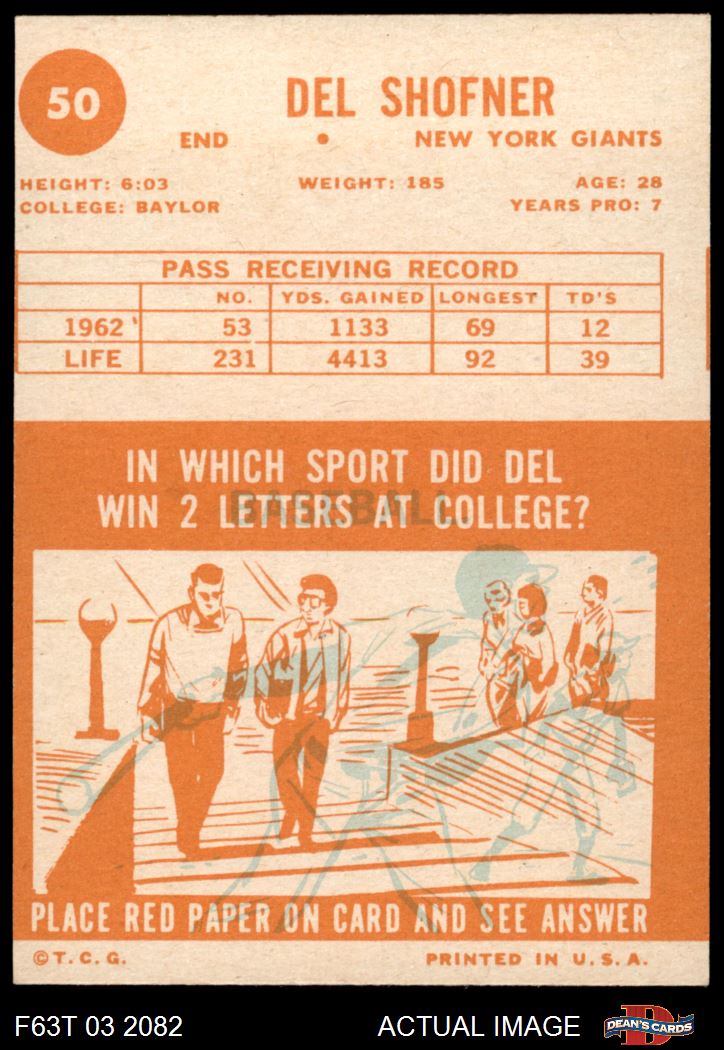 50
DEL SHOFNER
END • NEW YORK GIANTS
HEIGHT: 6:03 WEIGHT: 185 AGE: 28
COLLEGE: BAYLOR YEARS PRO: 7
PASS RECEIVING RECORD
NO. YDS. GAINED LONGEST TD'S
1962 53 1133 69 12
LIFE 231 4413 92 39
IN WHICH SPORT DID DEL
WIN 2 LETTERS AT COLLEGE?
BASEBALL
PLACE RED PAPER ON CARD AND SEE ANSWER
©T.C.G. PRINTED IN U.S.A.
F63T 03 2082 ACTUAL IMAGE D DEAN'S CARDS